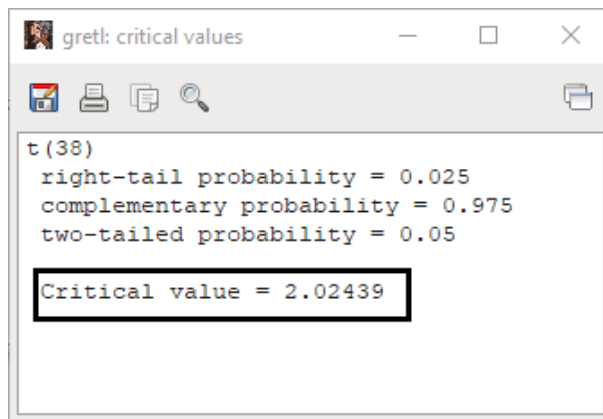 gretl: critical values
t(38)
right-tail probability = 0.025
complementary probability = 0.975
two-tailed probability = 0.05
Critical value = 2.02439